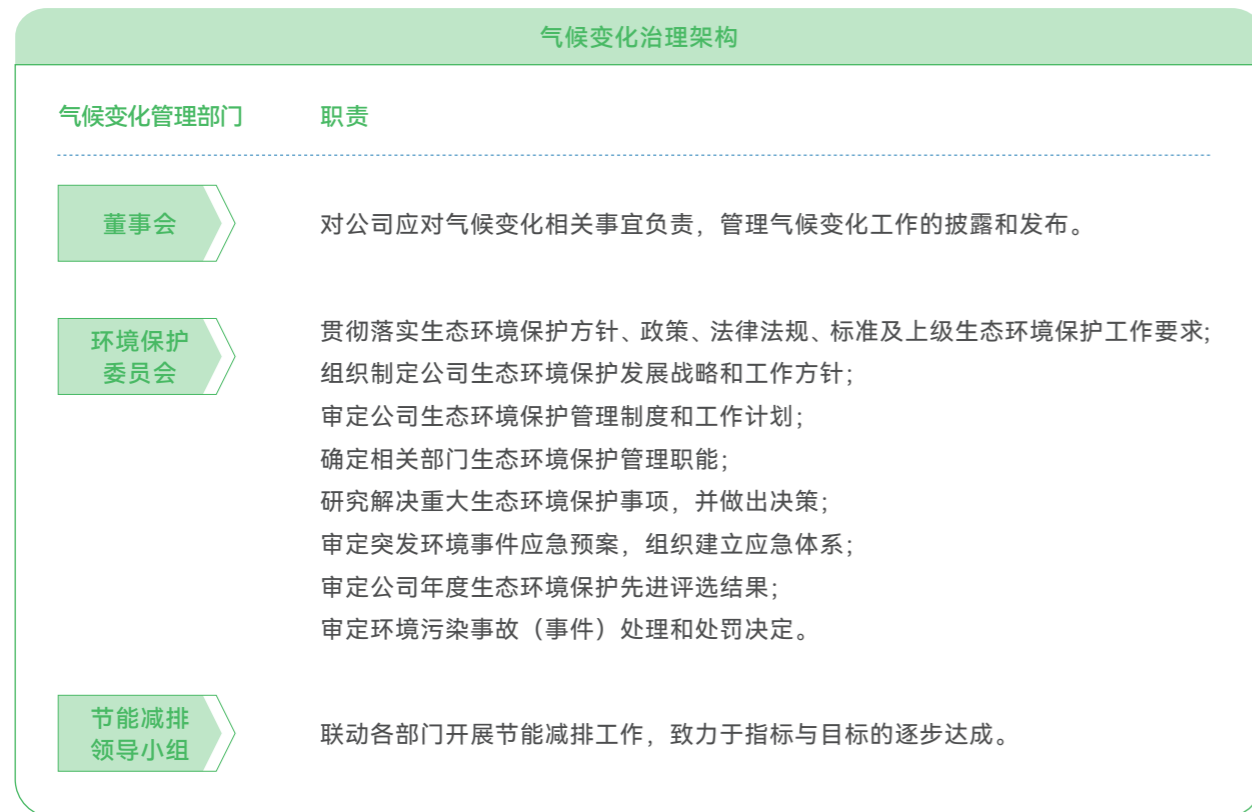 气候变化治理架构
气候变化管理部门 职责
董事会
对公司应对气候变化相关事宜负责，管理气候变化工作的披露和发布。
环境保护
委员会
贯彻落实生态环境保护方针、政策、法律法规、标准及上级生态环境保护工作要求;
组织制定公司生态环境保护发展战略和工作方针;
审定公司生态环境保护管理制度和工作计划;
确定相关部门生态环境保护管理职能;
研究解决重大生态环境保护事项，并做出决策;
审定突发环境事件应急预案，组织建立应急体系;
审定公司年度生态环境保护先进评选结果;
审定环境污染事故（事件）处理和处罚决定。
节能减排
领导小组
联动各部门开展节能减排工作，致力于指标与目标的逐步达成。